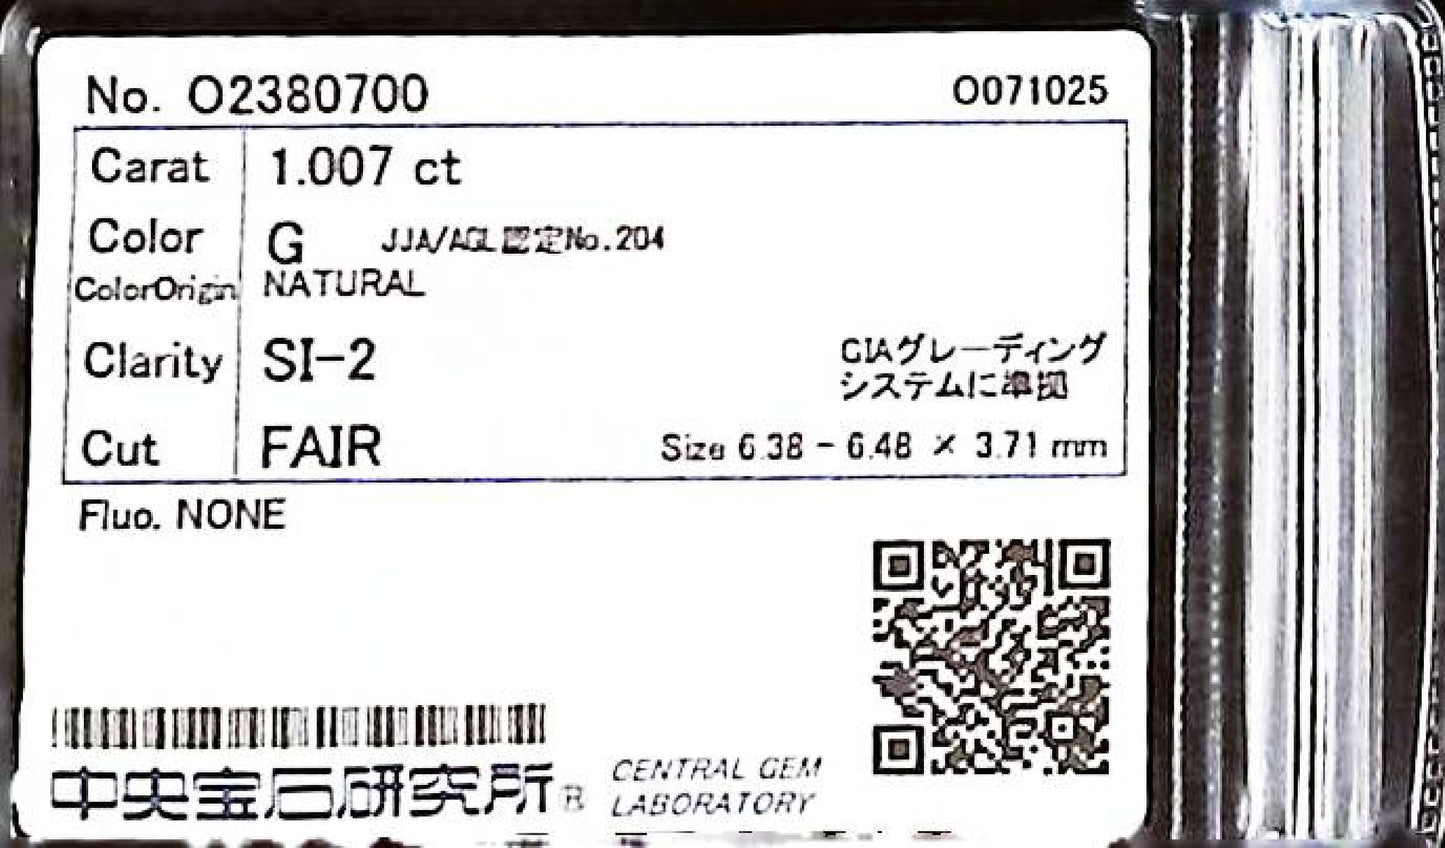 No. O2380700
O071025
Carat 1.007 ct
Color G JJA/AGL認定No.204
ColorOrigin NATURAL
Clarity SI-2
GIAグレーディング
システムに準拠
Cut FAIR Size 6.38 - 6.48 × 3.71 mm
Fluo. NONE
中央宝石研究所® CENTRAL GEM
LABORATORY